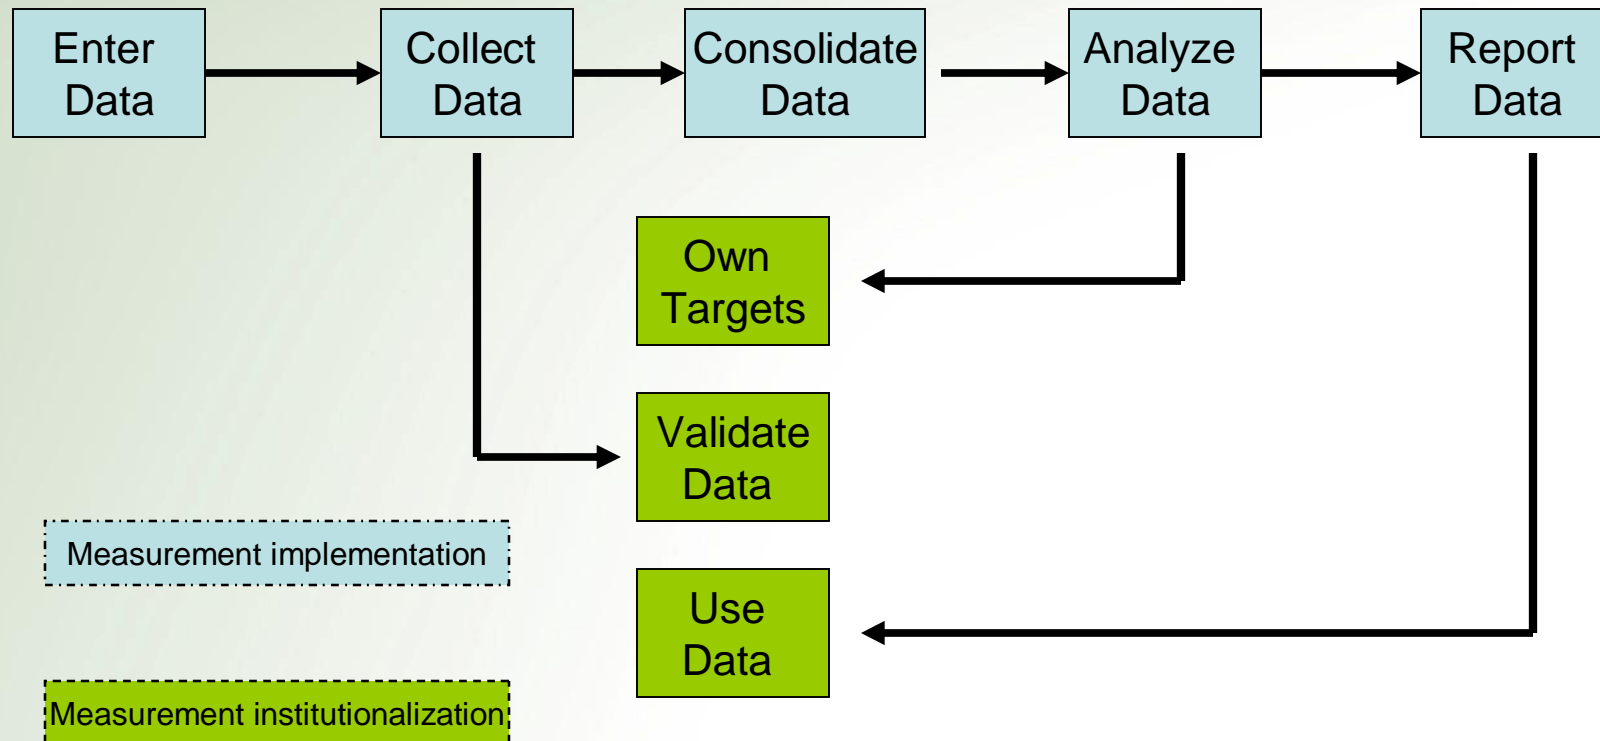 Enter
Data
Collect
Data
Consolidate
Data
Analyze
Data
Report
Data
Own
Targets
Validate
Data
Measurement implementation
Use
Data
Measurement institutionalization